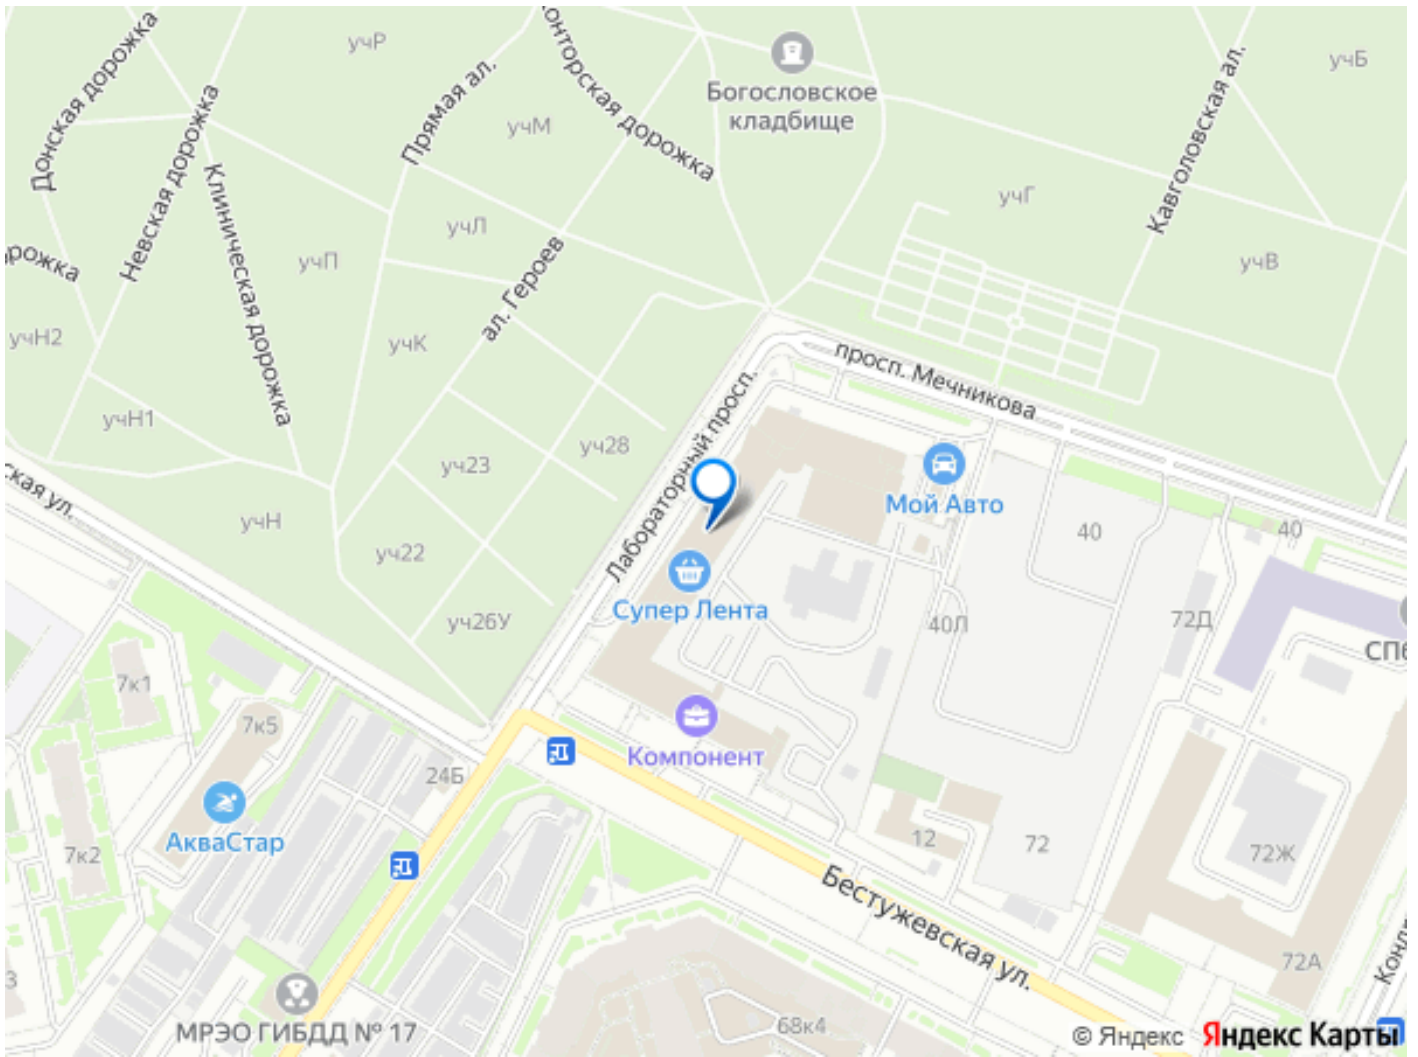 учР
учБ
Донская дорожка
Прямая ал.
Конторская дорожка
Богословское
кладбище
Кавголовская ал.
Невская дорожка
учМ
Клиническая дорожка
учГ
учЛ
орожка
учП
ал. Героев
учВ
учН2
учК
просп. Мечникова
учН1
уч28
Лабораторный просп.
уч23
Мой Авто
ская ул.
учН
40
40
уч22
Супер Лента
уч26У
40Л
72Д
СПб
7к1
7к5
Компонент
24Б
АкваСтар
7к2
12
72
72Ж
Бестужевская ул.
72А
Конд
3
МРЭО ГИБДД № 17
68к4
© Яндекс
Яндекс Карты